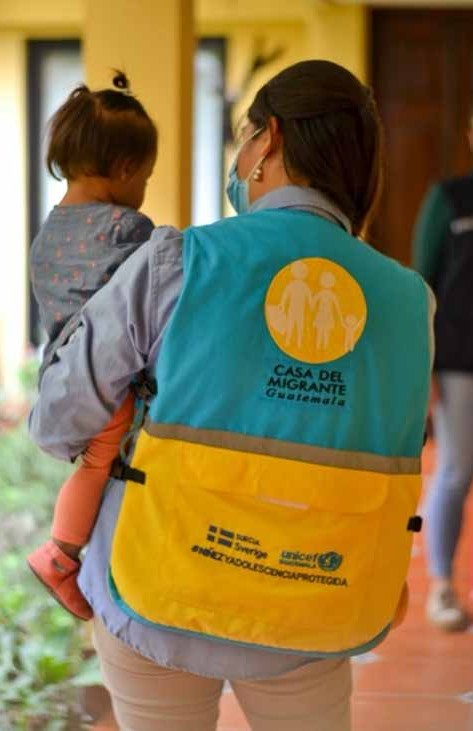 CASA DEL
MIGRANTE
Guatemala
SUECIA
Sverige
unicef
GUATEMALA
#NIÑEZYADOLESCENCIAPROTEGIDA